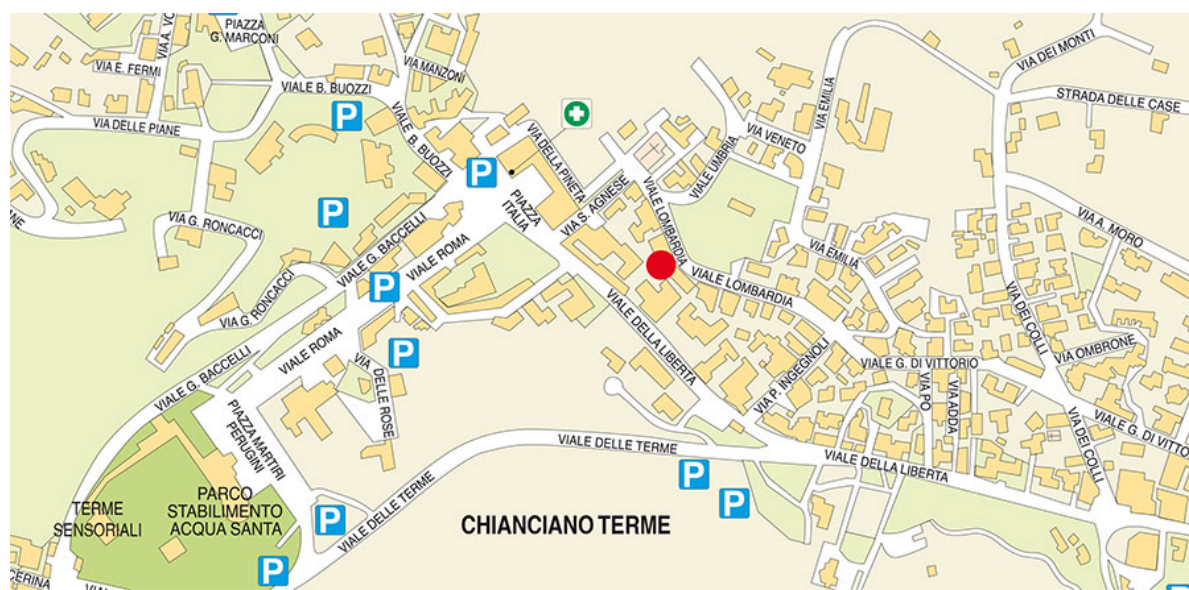 PIAZZA
G. MARCONI
VIA E. FERMI
VIA MANZONI
VIALE B. BUOZZI
P
VIA DELLE PIANE
VIALE B. BUOZZI
P
VIA DELLA PINETA
PIAZZA
ITALIA
VIA S. AGNESE
VIALE LOMBARDIA
VIALE UMBRIA
VIA VENETO
VIA EMILIA
VIA DEI MONTI
STRADA DELLE CASE
VIA A. MORO
P
VIA G. RONCACCI
VIALE G. BACCELLI
VIALE ROMA
P
VIA EMILIA
VIALE LOMBARDIA
VIA DEI COLLI
VIA G. RONCACCI
VIALE ROMA
VIA
DELLE ROSE
P
VIALE DELLA LIBERTA
VIA P. INGEGNOLI
VIALE G. DI VITTORIO
VIA OMBRONE
VIA PO
VIA ADDA
VIALE G. BACCELLI
PIAZZA MARTIRI
PERUGINI
VIALE DELLE TERME
VIALE DELLA LIBERTA
VIA DEI COLLI
VIALE G. DI VITTO
P
P
TERME
SENSORIALI
PARCO
STABILIMENTO
ACQUA SANTA
P
VIALE DELLE TERME
CHIANCIANO TERME
P
CERINA